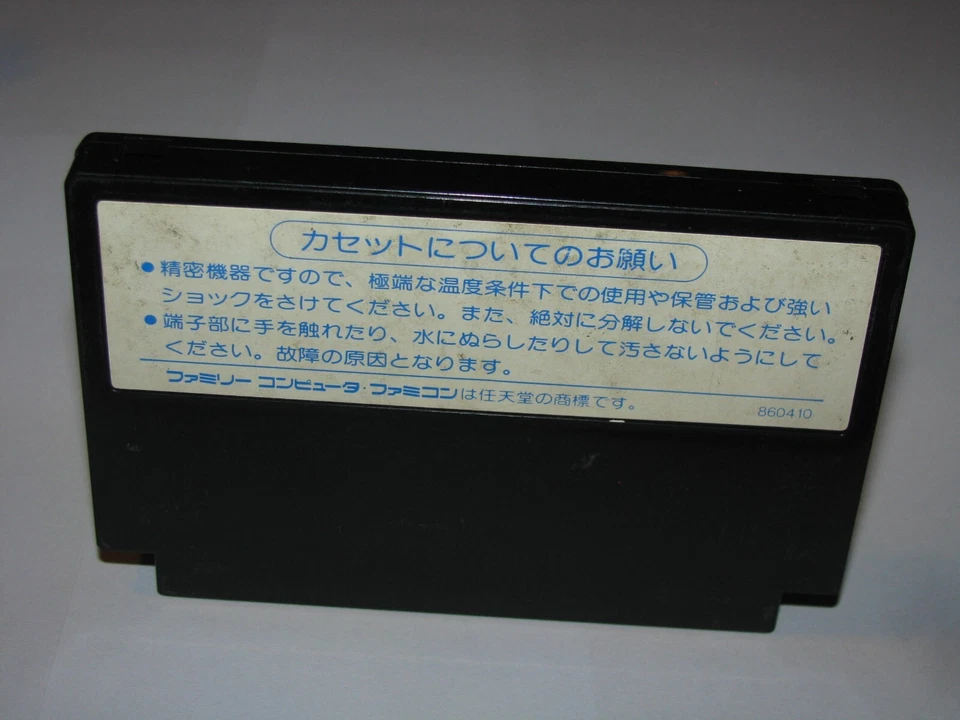 カセットについてのお願い
●精密機器ですので、極端な温度条件下での使用や保管および強い
ショックをさけてください。また、絶対に分解しないでください。
●端子部に手を触れたり、水にぬらしたりして汚さないようにして
ください。故障の原因となります。
ファミリー コンピュータ・ファミコンは任天堂の商標です。
860410